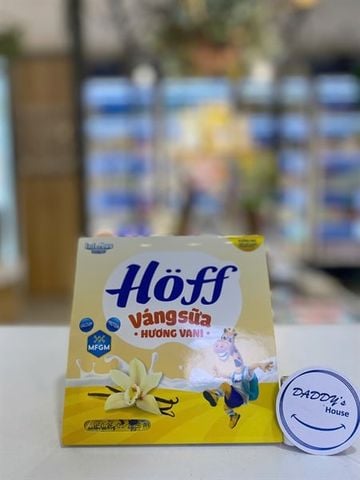 Höff
Váng sữa
• HƯƠNG VANI •
MFGM
DADDY's
House